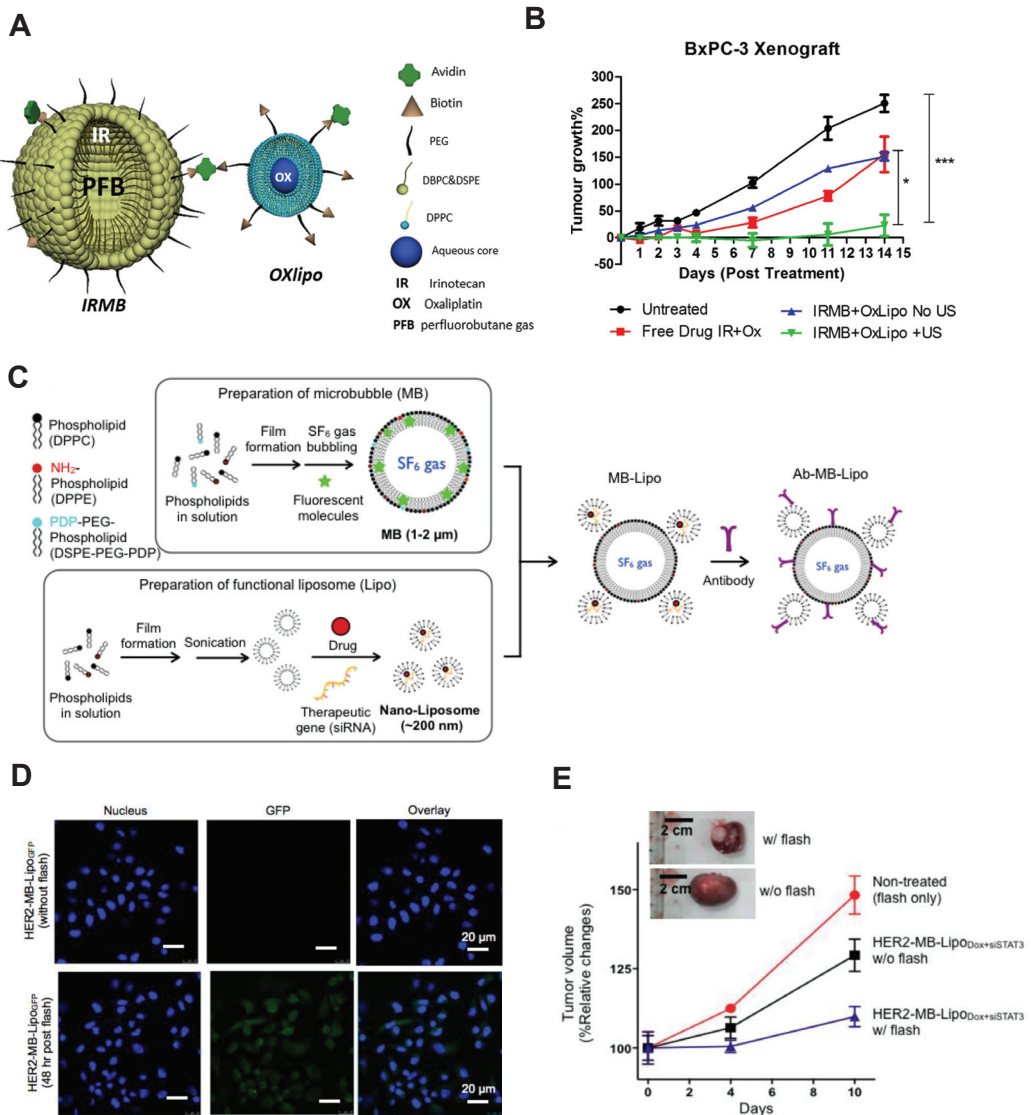 A
IR
PFB
IRMB
OX
OXlipo
Avidin
Biotin
PEG
DBPC&DSPE
DPPC
Aqueous core
IR Irinotecan
OX Oxaliplatin
PFB perfluorobutane gas
B
BxPC-3 Xenograft
Tumour growth%
300
250
200
150
100
50
0
-50
1 2 3 4 5 6 7 8 9 10 11 12 13 14 15
Days (Post Treatment)
*
***
Untreated
Free Drug IR+Ox
IRMB+OxLipo No US
IRMB+OxLipo +US
C
Phospholipid
(DPPC)
NH2-
Phospholipid
(DPPE)
PDP-PEG-
Phospholipid
(DSPE-PEG-PDP)
Preparation of microbubble (MB)
Phospholipids
in solution
Film
formation
SF6 gas
bubbling
Fluorescent
molecules
SF6 gas
MB (1-2 μm)
Preparation of functional liposome (Lipo)
Phospholipids
in solution
Film
formation
Sonication
Drug
Therapeutic
gene (siRNA)
Nano-Liposome
(~200 nm)
MB-Lipo
SF6 gas
Antibody
Ab-MB-Lipo
SF6 gas
D
Nucleus
GFP
Overlay
HER2-MB-LipoGFP
(without flash)
20 μm
HER2-MB-LipoGFP
(48 hr post flash)
20 μm
E
2 cm
w/ flash
2 cm
w/o flash
Tumor volume
(%Relative changes)
150
125
100
0 2 4 6 8 10
Days
Non-treated
(flash only)
HER2-MB-LipoDox+siSTAT3
w/o flash
HER2-MB-LipoDox+siSTAT3
w/ flash